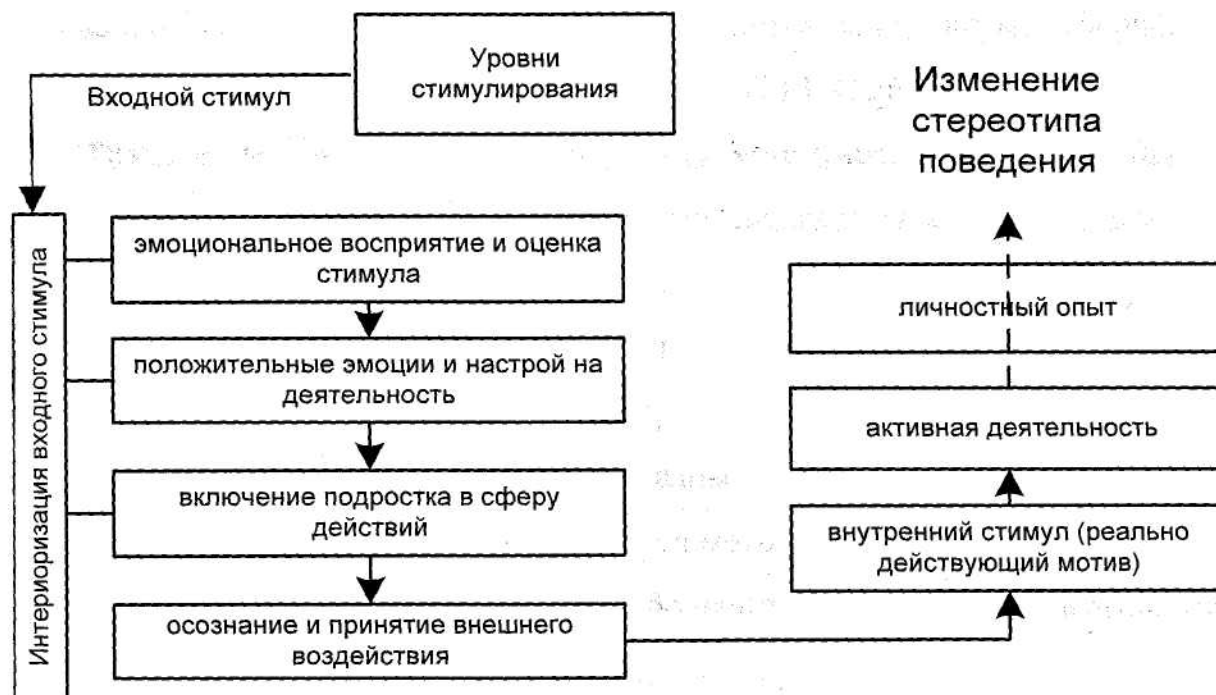 Уровни
стимулирования
Входной стимул
Изменение
стереотипа
поведения
Интериоризация входного стимула
эмоциональное восприятие и оценка
стимула
положительные эмоции и настрой на
деятельность
включение подростка в сферу
действий
осознание и принятие внешнего
воздействия
личностный опыт
активная деятельность
внутренний стимул (реально
действующий мотив)